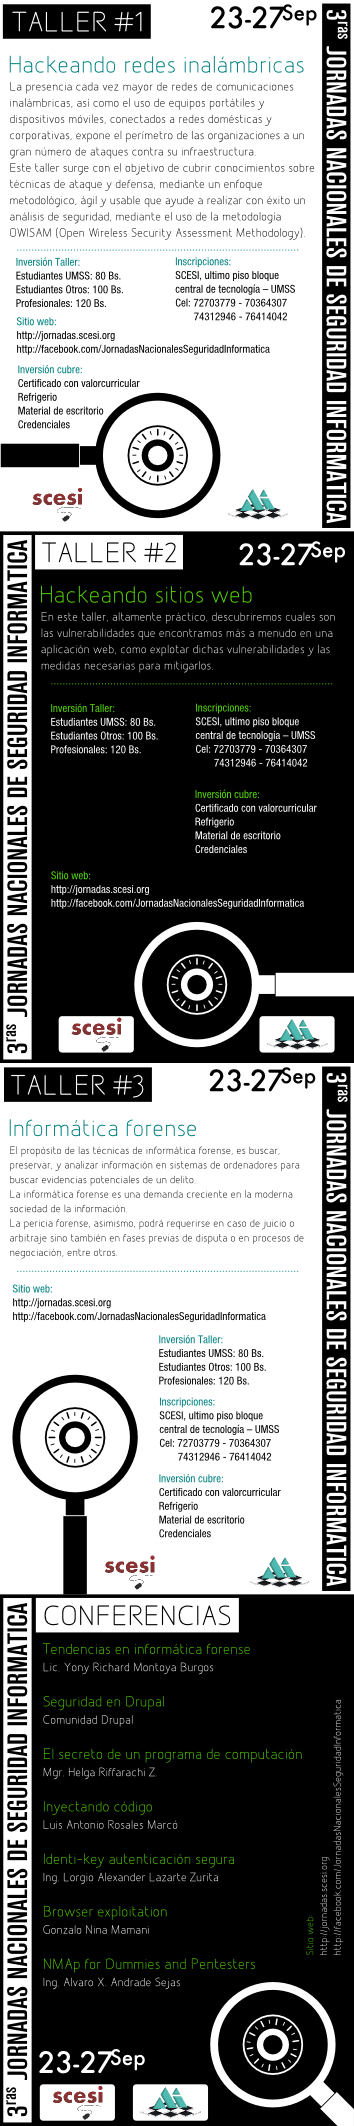 TALLER #1
23-27Sep
3ras JORNADAS NACIONALES DE SEGURIDAD INFORMATICA
Hackeando redes inalámbricas
La presencia cada vez mayor de redes de comunicaciones
inalámbricas, así como el uso de equipos portátiles y
dispositivos móviles, conectados a redes domésticas y
corporativas, expone el perímetro de las organizaciones a un
gran número de ataques contra su infraestructura.
Este taller surge con el objetivo de cubrir conocimientos sobre
técnicas de ataque y defensa, mediante un enfoque
metodológico, ágil y usable que ayude a realizar con éxito un
análisis de seguridad, mediante el uso de la metodología
OWISAM (Open Wireless Security Assessment Methodology).
Inversión Taller:
Estudiantes UMSS: 80 Bs.
Estudiantes Otros: 100 Bs.
Profesionales: 120 Bs.
Inscripciones:
SCESI, ultimo piso bloque
central de tecnología – UMSS
Cel: 72703779 - 70364307
74312946 - 76414042
Sitio web:
http://jornadas.scesi.org
http://facebook.com/JornadasNacionalesSeguridadInformatica
Inversión cubre:
Certificado con valorcurricular
Refrigerio
Material de escritorio
Credenciales
scesi
TALLER #2
23-27Sep
3ras JORNADAS NACIONALES DE SEGURIDAD INFORMATICA
Hackeando sitios web
En este taller, altamente práctico, descubriremos cuales son
las vulnerabilidades que encontramos más a menudo en una
aplicación web, como explotar dichas vulnerabilidades y las
medidas necesarias para mitigarlos.
Inversión Taller:
Estudiantes UMSS: 80 Bs.
Estudiantes Otros: 100 Bs.
Profesionales: 120 Bs.
Inscripciones:
SCESI, ultimo piso bloque
central de tecnología – UMSS
Cel: 72703779 - 70364307
74312946 - 76414042
Inversión cubre:
Certificado con valorcurricular
Refrigerio
Material de escritorio
Credenciales
Sitio web:
http://jornadas.scesi.org
http://facebook.com/JornadasNacionalesSeguridadInformatica
scesi
TALLER #3
23-27Sep
3ras JORNADAS NACIONALES DE SEGURIDAD INFORMATICA
Informática forense
El propósito de las técnicas de informática forense, es buscar,
preservar, y analizar información en sistemas de ordenadores para
buscar evidencias potenciales de un delito.
La informática forense es una demanda creciente en la moderna
sociedad de la información.
La pericia forense, asimismo, podrá requerirse en caso de juicio o
arbitraje sino también en fases previas de disputa o en procesos de
negociación, entre otros.
Sitio web:
http://jornadas.scesi.org
http://facebook.com/JornadasNacionalesSeguridadInformatica
Inversión Taller:
Estudiantes UMSS: 80 Bs.
Estudiantes Otros: 100 Bs.
Profesionales: 120 Bs.
Inscripciones:
SCESI, ultimo piso bloque
central de tecnología – UMSS
Cel: 72703779 - 70364307
74312946 - 76414042
Inversión cubre:
Certificado con valorcurricular
Refrigerio
Material de escritorio
Credenciales
scesi
CONFERENCIAS
3ras JORNADAS NACIONALES DE SEGURIDAD INFORMATICA
Tendencias en informática forense
Lic. Yony Richard Montoya Burgos
Seguridad en Drupal
Comunidad Drupal
El secreto de un programa de computación
Mgr. Helga Riffarachi Z.
Inyectando código
Luis Antonio Rosales Marcó
Identi-key autenticación segura
Ing. Lorgio Alexander Lazarte Zurita
Browser exploitation
Gonzalo Nina Mamani
NMAp for Dummies and Pentesters
Ing. Alvaro X. Andrade Sejas
Sitio web
http://jornadas.scesi.org
http://facebook.com/JornadasNacionalesSeguridadInformatica
23-27Sep
scesi